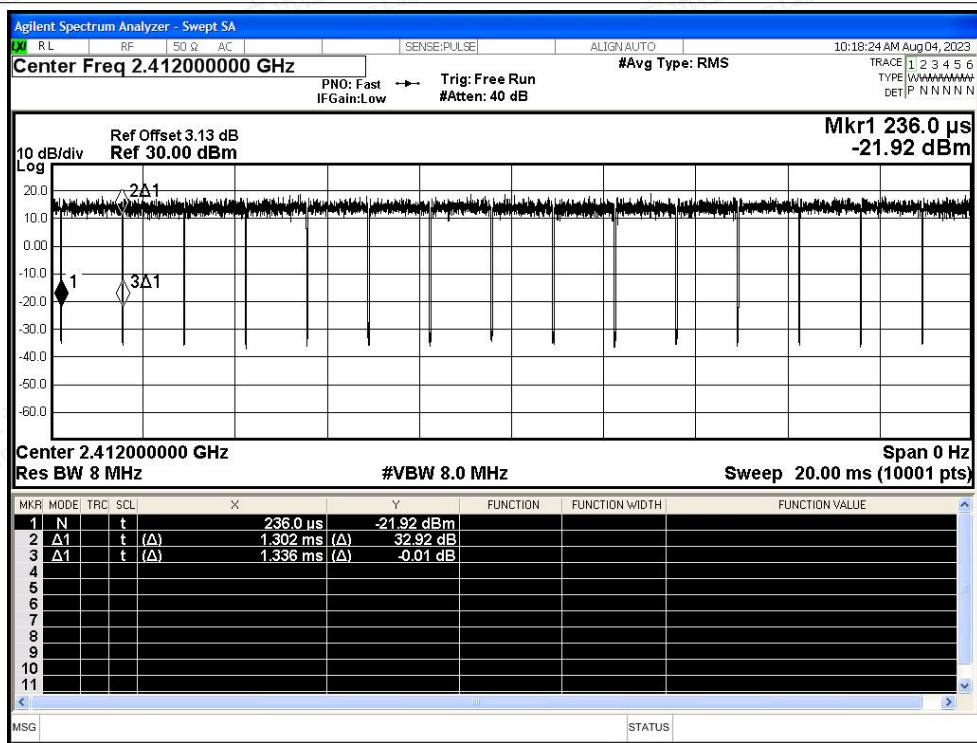 Agilent Spectrum Analyzer - Swept SA
LXI RL RF 50 Ω AC SENSE:PULSE ALIGN AUTO 10:18:24 AM Aug 04, 2023
Center Freq 2.412000000 GHz #Avg Type: RMS TRACE 1 2 3 4 5 6
PNO: Fast Trig: Free Run TYPE WWWWWW
IFGain:Low #Atten: 40 dB DET P N N N N N
Ref Offset 3.13 dB Mkr1 236.0 µs
10 dB/div Ref 30.00 dBm -21.92 dBm
Log
20.0
2Δ1
10.0
0.00
-10.0
1 3Δ1
-20.0
-30.0
-40.0
-50.0
-60.0
Center 2.412000000 GHz Span 0 Hz
Res BW 8 MHz #VBW 8.0 MHz Sweep 20.00 ms (10001 pts)
MKR MODE TRC SCL X Y FUNCTION FUNCTION WIDTH FUNCTION VALUE
1 N t 236.0 µs -21.92 dBm
2 Δ1 t (Δ) 1.302 ms (Δ) 32.92 dB
3 Δ1 t (Δ) 1.336 ms (Δ) -0.01 dB
4
5
6
7
8
9
10
11
MSG STATUS